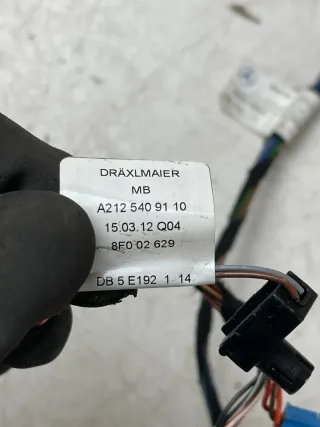 DRÄXLMAIER
MB
A212 540 91 10
15.03.12 Q04
8F0 02 629
DB 5 E192 1 14